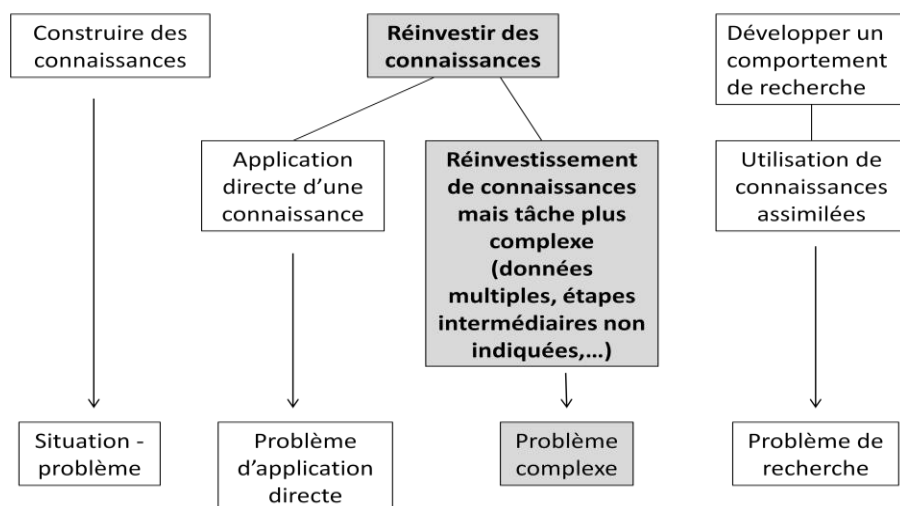 Construire des
connaissances
Réinvestir des
connaissances
Développer un
comportement
de recherche
Application
directe d'une
connaissance
Réinvestissement
de connaissances
mais tâche plus
complexe
(données
multiples, étapes
intermédiaires non
indiquées,...)
Utilisation de
connaissances
assimilées
Situation -
problème
Problème
d'application
directe
Problème
complexe
Problème de
recherche